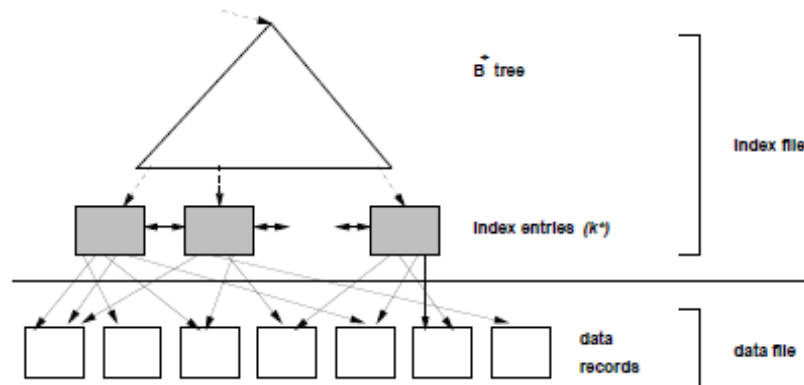 B+ tree
Index file
Index entries (k*)
data
records
data file